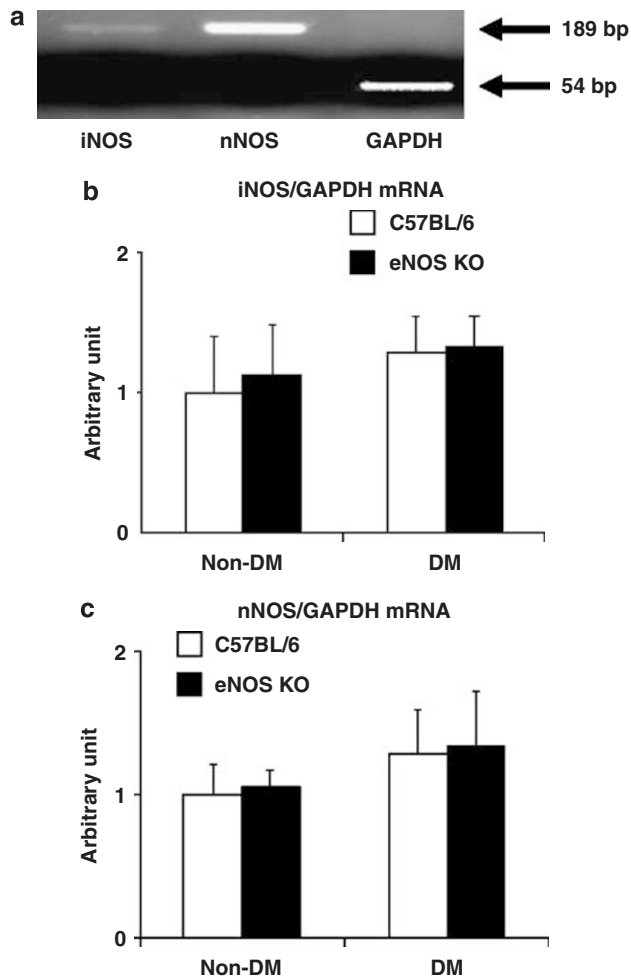 a
189 bp
54 bp
iNOS nNOS GAPDH
b
iNOS/GAPDH mRNA
C57BL/6
eNOS KO
2
1
0
Arbitrary unit
Non-DM DM
c
nNOS/GAPDH mRNA
C57BL/6
eNOS KO
2
1
0
Arbitrary unit
Non-DM DM